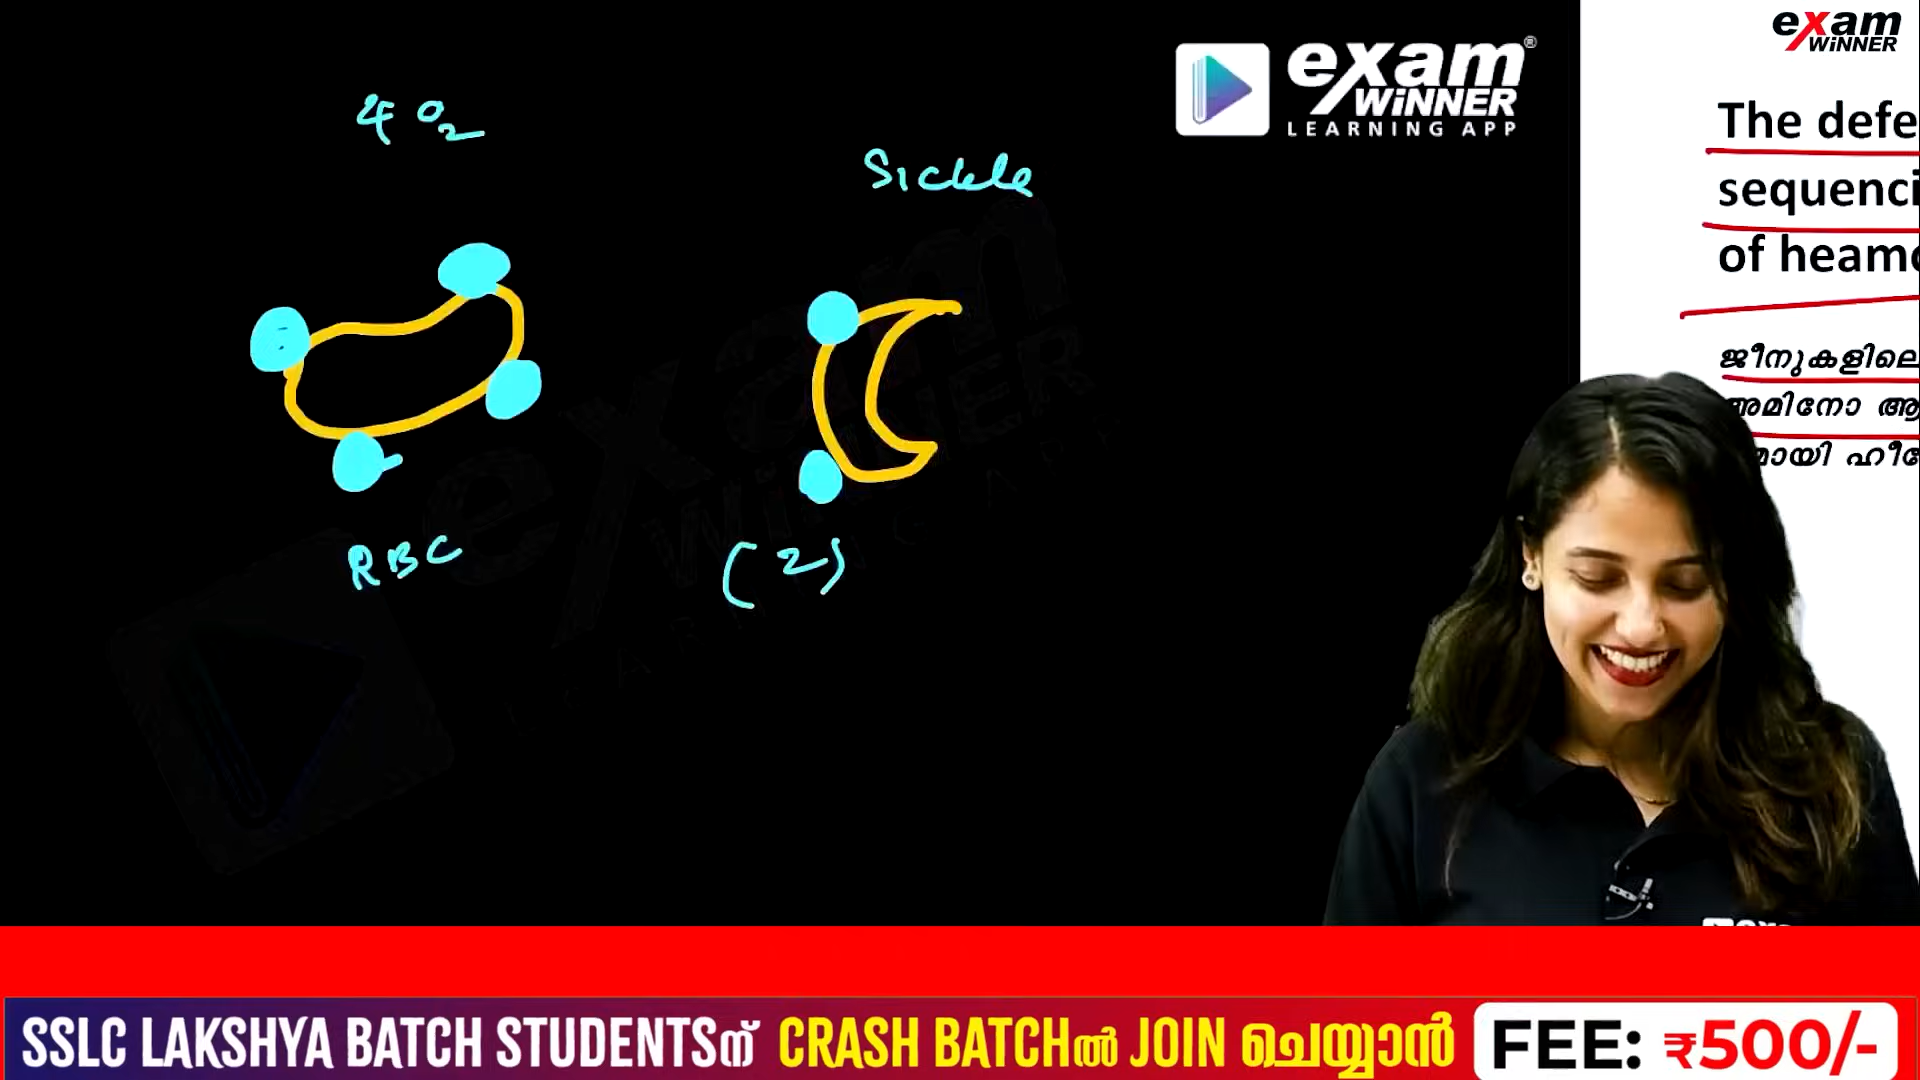 4 O2
Sickle
RBC
(2)
exam
WiNNER
LEARNING APP
exam
WiNNER
The defe
sequenci
of heamo
ജീനുകളിലെ
അമിനോ ആ
മായി ഹീ
SSLC LAKSHYA BATCH STUDENTSന് CRASH BATCHൽ JOIN ചെയ്യാൻ FEE: ₹500/-